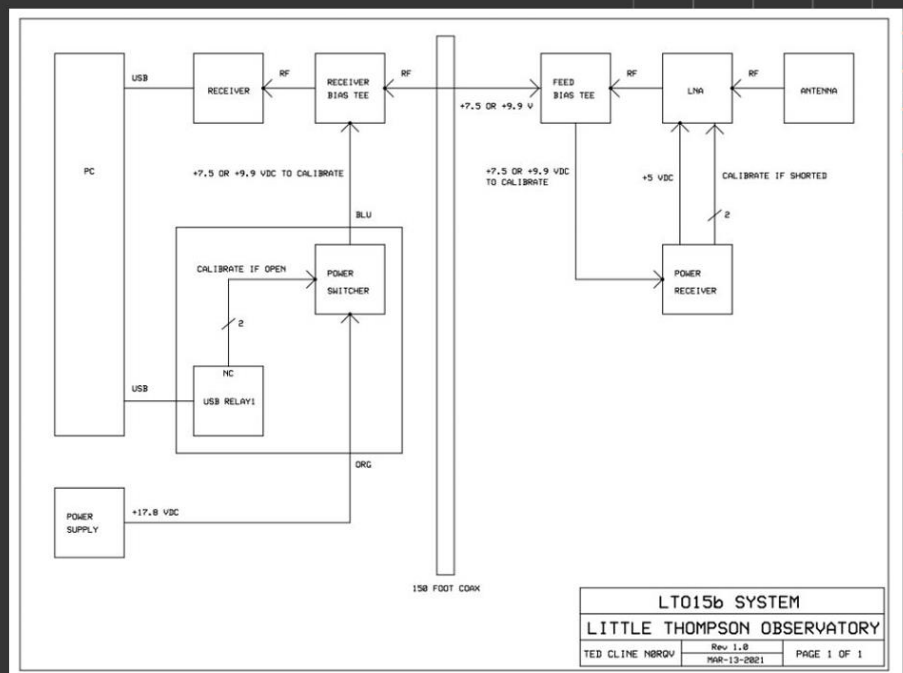 USB
RECEIVER
RF
RECEIVER
BIAS TEE
RF
+7.5 OR +9.9 V
FEED
BIAS TEE
RF
LNA
RF
ANTENNA
PC
+7.5 OR +9.9 VDC TO CALIBRATE
+7.5 OR +9.9 VDC
TO CALIBRATE
+5 VDC
CALIBRATE IF SHORTED
2
BLU
CALIBRATE IF OPEN
POWER
SWITCHER
POWER
RECEIVER
2
NC
USB RELAY1
USB
ORG
POWER
SUPPLY
+17.8 VDC
150 FOOT COAX
LTO15b SYSTEM
LITTLE THOMPSON OBSERVATORY
TED CLINE N0RQV
Rev 1.0
MAR-13-2021
PAGE 1 OF 1